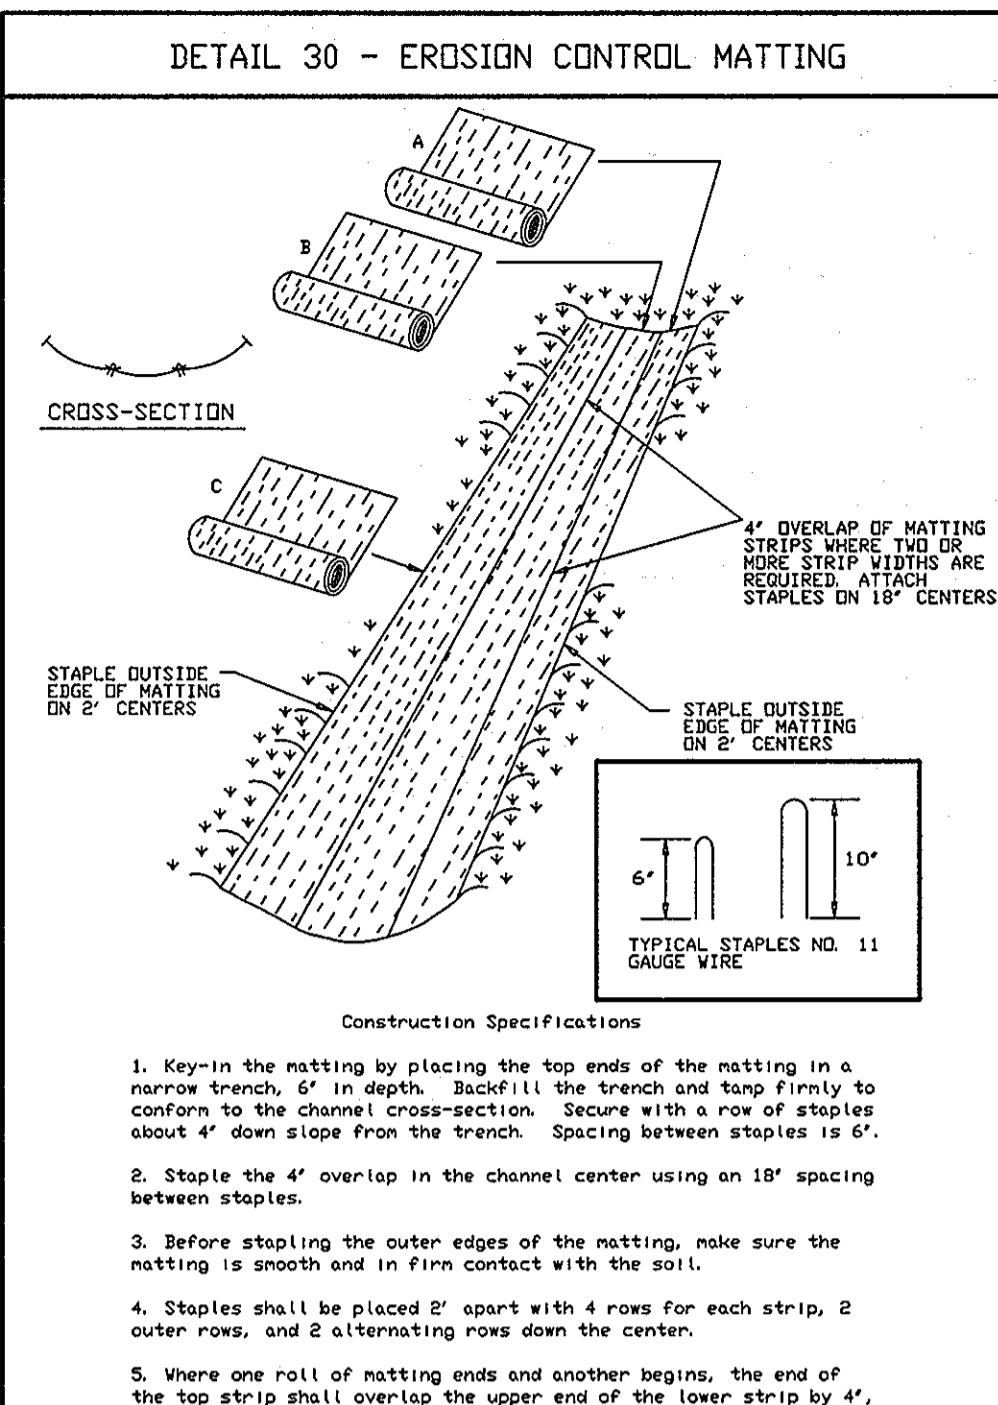 DETAIL 30 - EROSION CONTROL MATTING
A
B
CROSS-SECTION
C
4" OVERLAP OF MATTING
STRIPS WHERE TWO OR
MORE STRIP WIDTHS ARE
REQUIRED. ATTACH
STAPLES ON 18" CENTERS
STAPLE OUTSIDE
EDGE OF MATTING
ON 2' CENTERS
STAPLE OUTSIDE
EDGE OF MATTING
ON 2' CENTERS
6"
10"
TYPICAL STAPLES NO. 11
GAUGE WIRE
Construction Specifications
1. Key-in the matting by placing the top ends of the matting in a
narrow trench, 6" in depth. Backfill the trench and tamp firmly to
conform to the channel cross-section. Secure with a row of staples
about 4" down slope from the trench. Spacing between staples is 6".
2. Staple the 4" overlap in the channel center using an 18" spacing
between staples.
3. Before stapling the outer edges of the matting, make sure the
matting is smooth and in firm contact with the soil.
4. Staples shall be placed 2' apart with 4 rows for each strip, 2
outer rows, and 2 alternating rows down the center.
5. Where one roll of matting ends and another begins, the end of
the top strip shall overlap the upper end of the lower strip by 4",